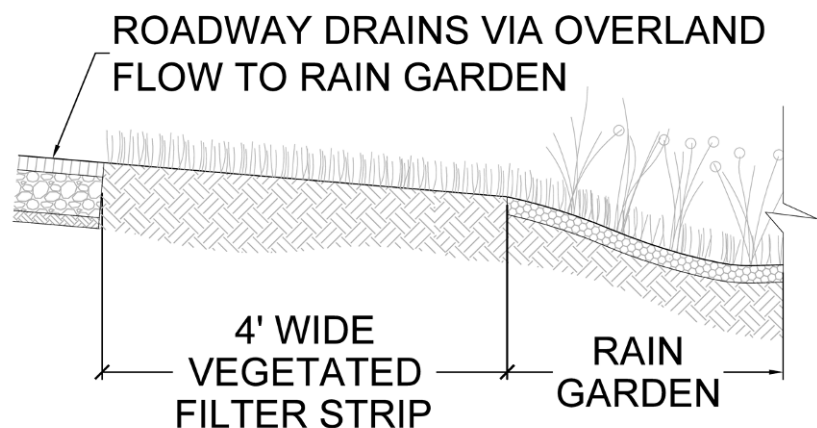 ROADWAY DRAINS VIA OVERLAND
FLOW TO RAIN GARDEN
4' WIDE
VEGETATED
FILTER STRIP
RAIN
GARDEN